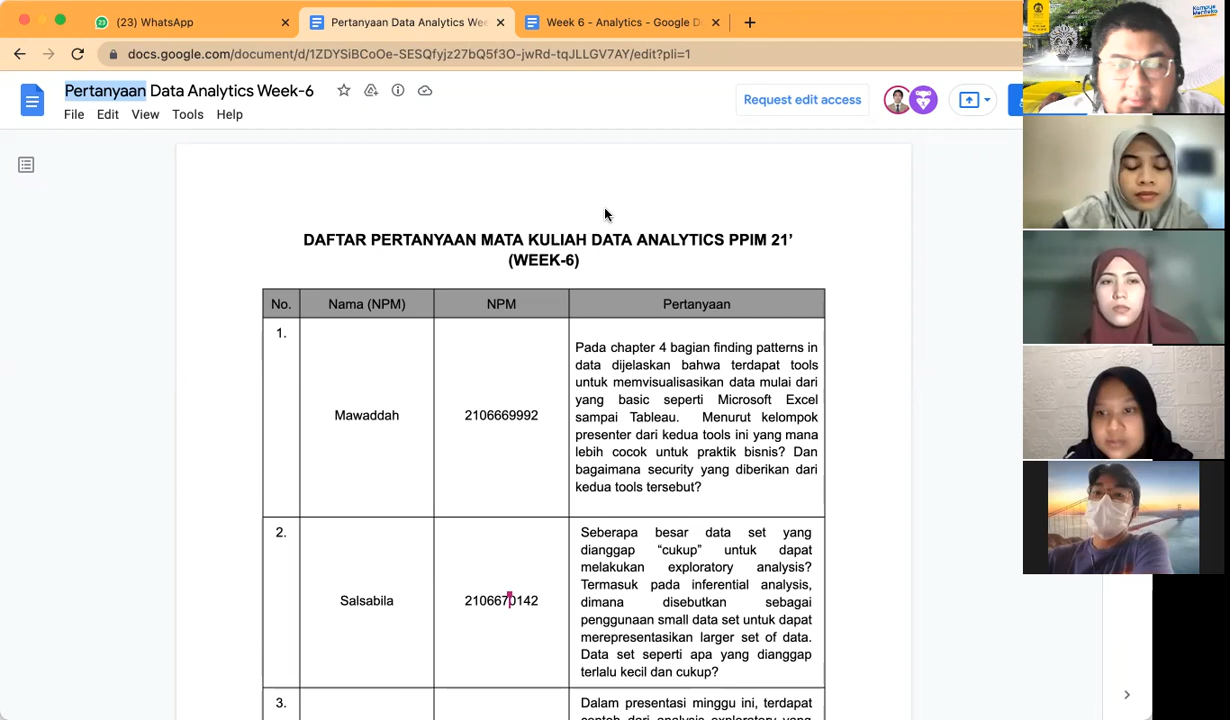 (23) WhatsApp
Pertanyaan Data Analytics Wee
Week 6 - Analytics - Google D
docs.google.com/document/d/1ZDYSiBCoOe-SESQfyjz27bQ5f3O-jwRd-tqJLLGV7AY/edit?pli=1
Pertanyaan Data Analytics Week-6
File Edit View Tools Help
Request edit access
Kampus
Merdeka
DAFTAR PERTANYAAN MATA KULIAH DATA ANALYTICS PPIM 21’
(WEEK-6)
No. Nama (NPM) NPM Pertanyaan
1.
Mawaddah
2106669992
Pada chapter 4 bagian finding patterns in
data dijelaskan bahwa terdapat tools
untuk memvisualisasikan data mulai dari
yang basic seperti Microsoft Excel
sampai Tableau. Menurut kelompok
presenter dari kedua tools ini yang mana
lebih cocok untuk praktik bisnis? Dan
bagaimana security yang diberikan dari
kedua tools tersebut?
2.
Salsabila
2106670142
Seberapa besar data set yang
dianggap “cukup” untuk dapat
melakukan exploratory analysis?
Termasuk pada inferential analysis,
dimana disebutkan sebagai
penggunaan small data set untuk dapat
merepresentasikan larger set of data.
Data set seperti apa yang dianggap
terlalu kecil dan cukup?
3.
Dalam presentasi minggu ini, terdapat
contoh dari analysis exploratory yang